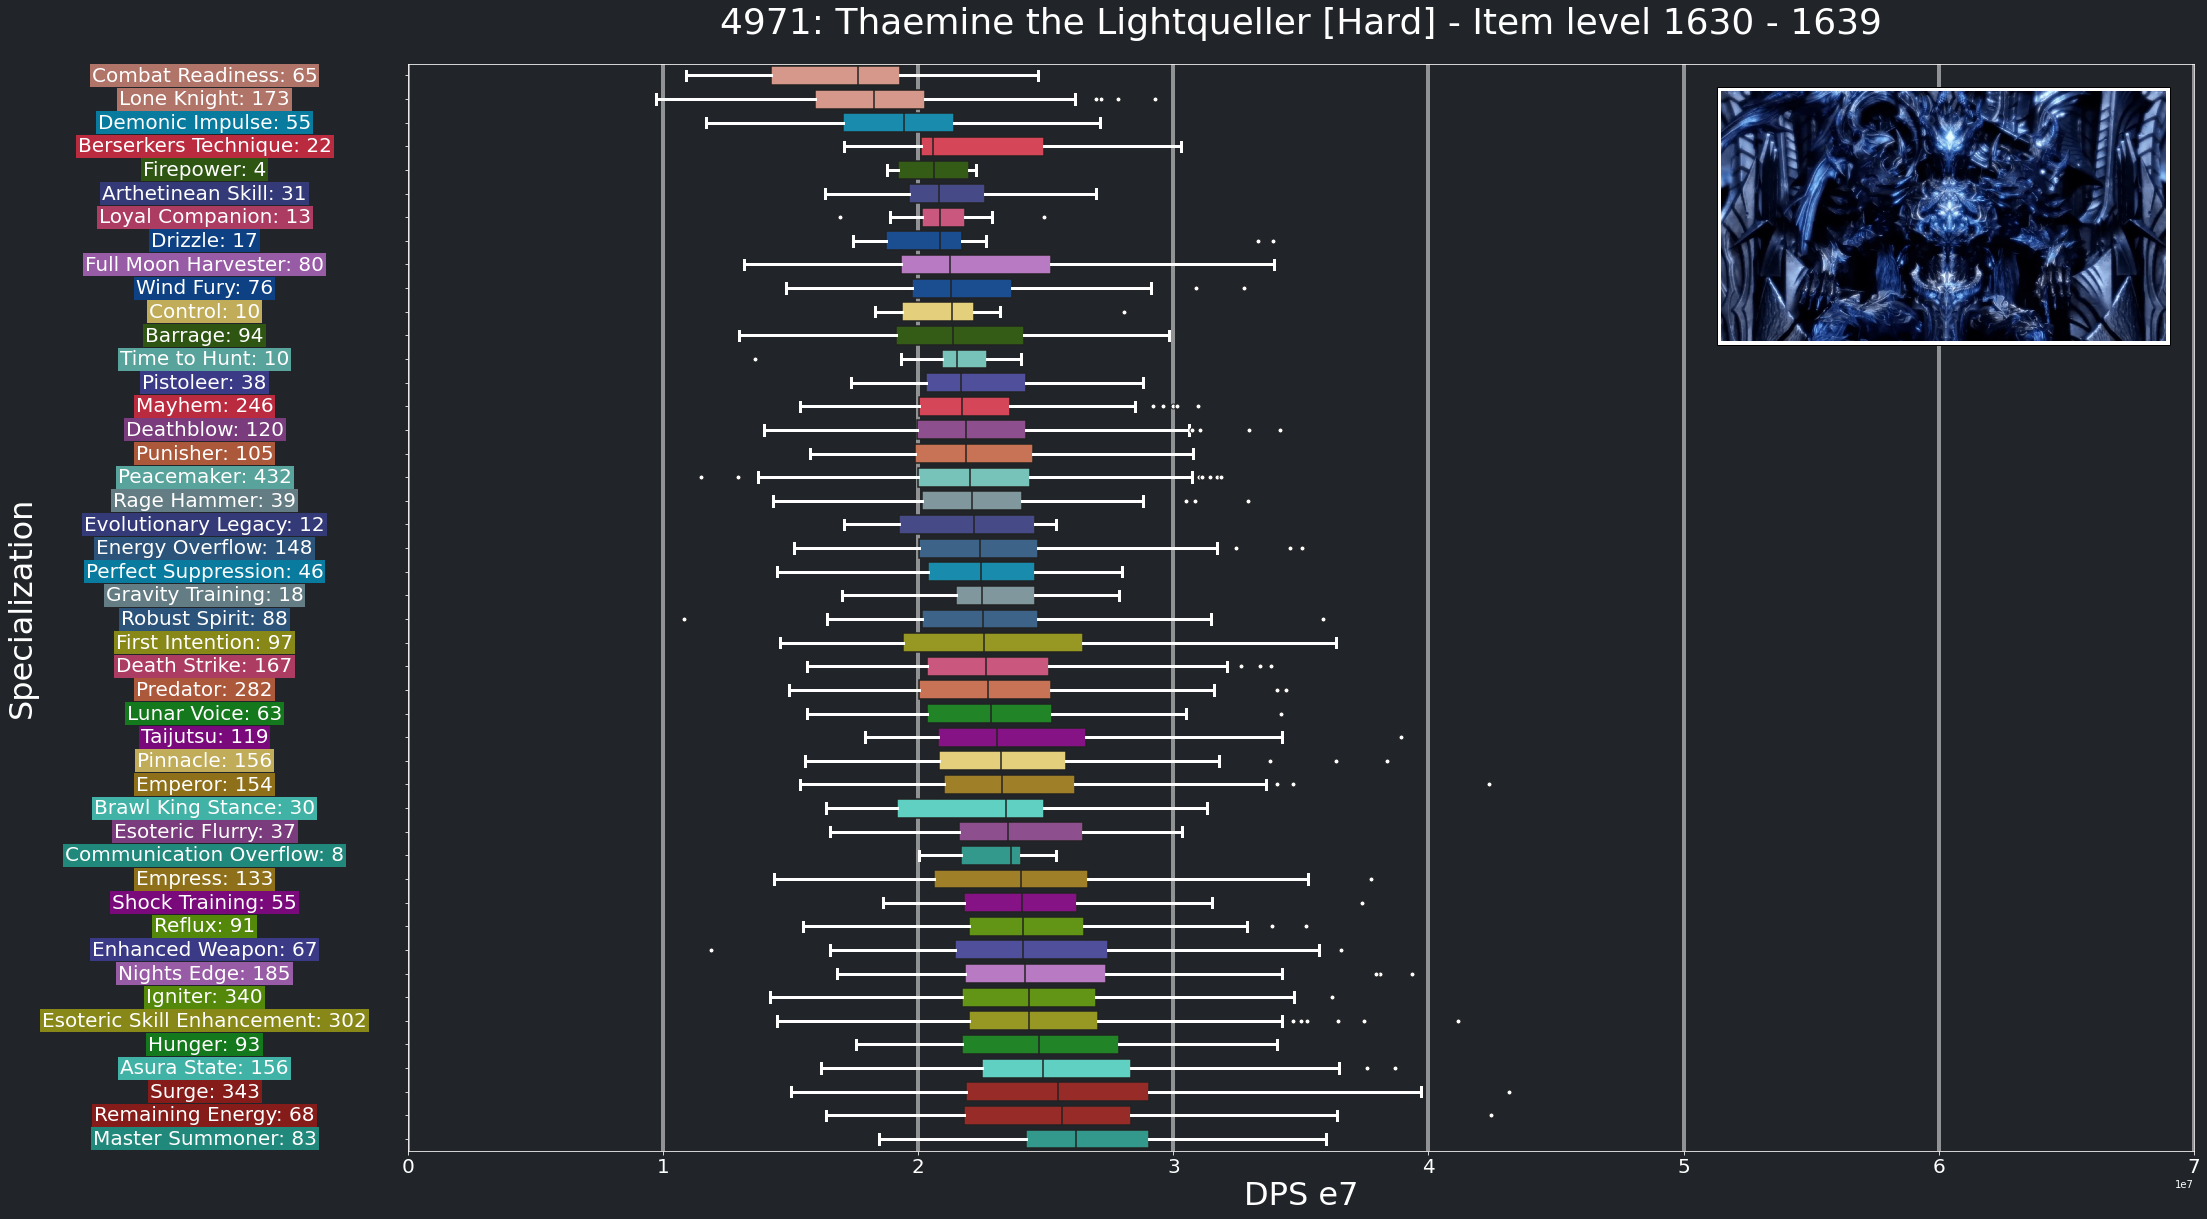 4971: Thaemine the Lightqueller [Hard] - Item level 1630 - 1639
Combat Readiness: 65
Lone Knight: 173
Demonic Impulse: 55
Berserkers Technique: 22
Firepower: 4
Arthetinean Skill: 31
Loyal Companion: 13
Drizzle: 17
Full Moon Harvester: 80
Wind Fury: 76
Control: 10
Barrage: 94
Time to Hunt: 10
Pistoleer: 38
Mayhem: 246
Deathblow: 120
Punisher: 105
Peacemaker: 432
Rage Hammer: 39
Evolutionary Legacy: 12
Energy Overflow: 148
Perfect Suppression: 46
Gravity Training: 18
Robust Spirit: 88
First Intention: 97
Death Strike: 167
Predator: 282
Lunar Voice: 63
Taijutsu: 119
Pinnacle: 156
Emperor: 154
Brawl King Stance: 30
Esoteric Flurry: 37
Communication Overflow: 8
Empress: 133
Shock Training: 55
Reflux: 91
Enhanced Weapon: 67
Nights Edge: 185
Igniter: 340
Esoteric Skill Enhancement: 302
Hunger: 93
Asura State: 156
Surge: 343
Remaining Energy: 68
Master Summoner: 83
Specialization
0 1 2 3 4 5 6 7
1e7
DPS e7